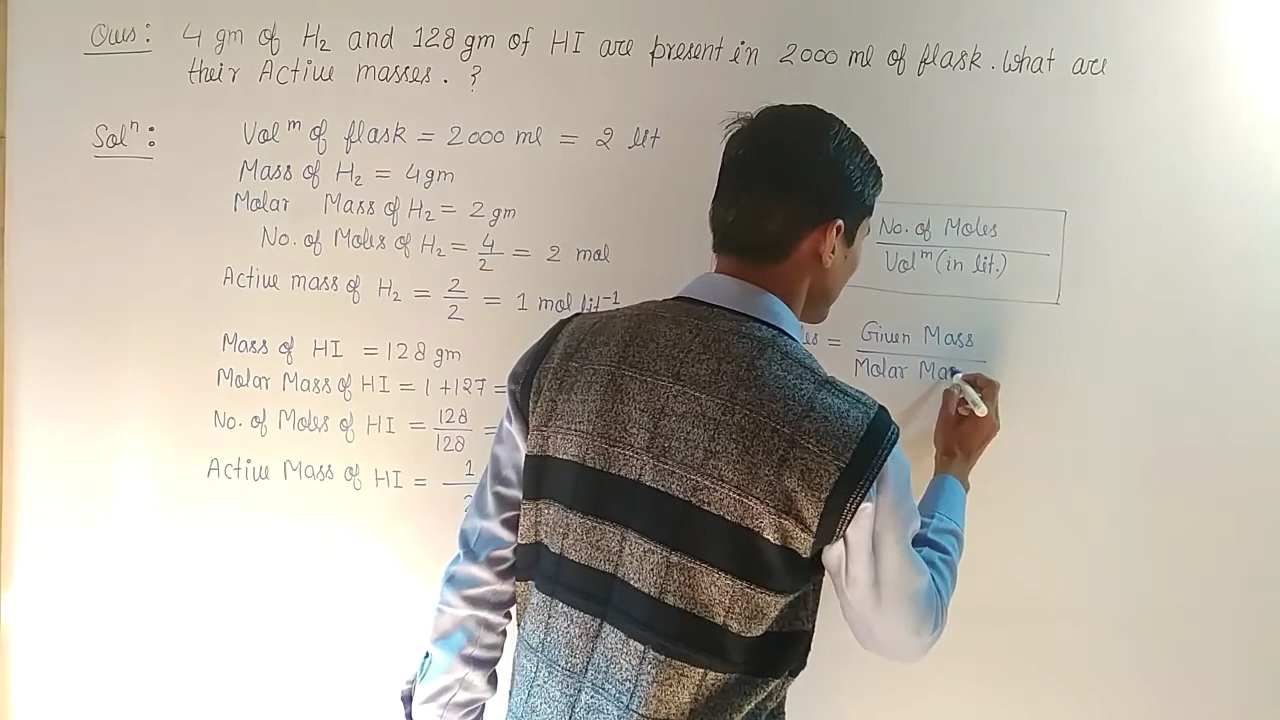 Ques: 4 gm of H₂ and 128 gm of HI are present in 2000 ml of flask. What are
their Active masses. ?
Solⁿ: Volᵐ of flask = 2000 ml = 2 lit
Mass of H₂ = 4gm
Molar Mass of H₂ = 2 gm
No. of Moles of H₂ = 4/2 = 2 mol
Active mass of H₂ = 2/2 = 1 mol lit⁻¹
Mass of HI = 128 gm
Molar Mass of HI = 1 + 127 =
No. of Moles of HI = 128/128 =
Active Mass of HI = 1/2
No. of Moles
Volᵐ (in lit.)
= Given Mass
Molar Mas